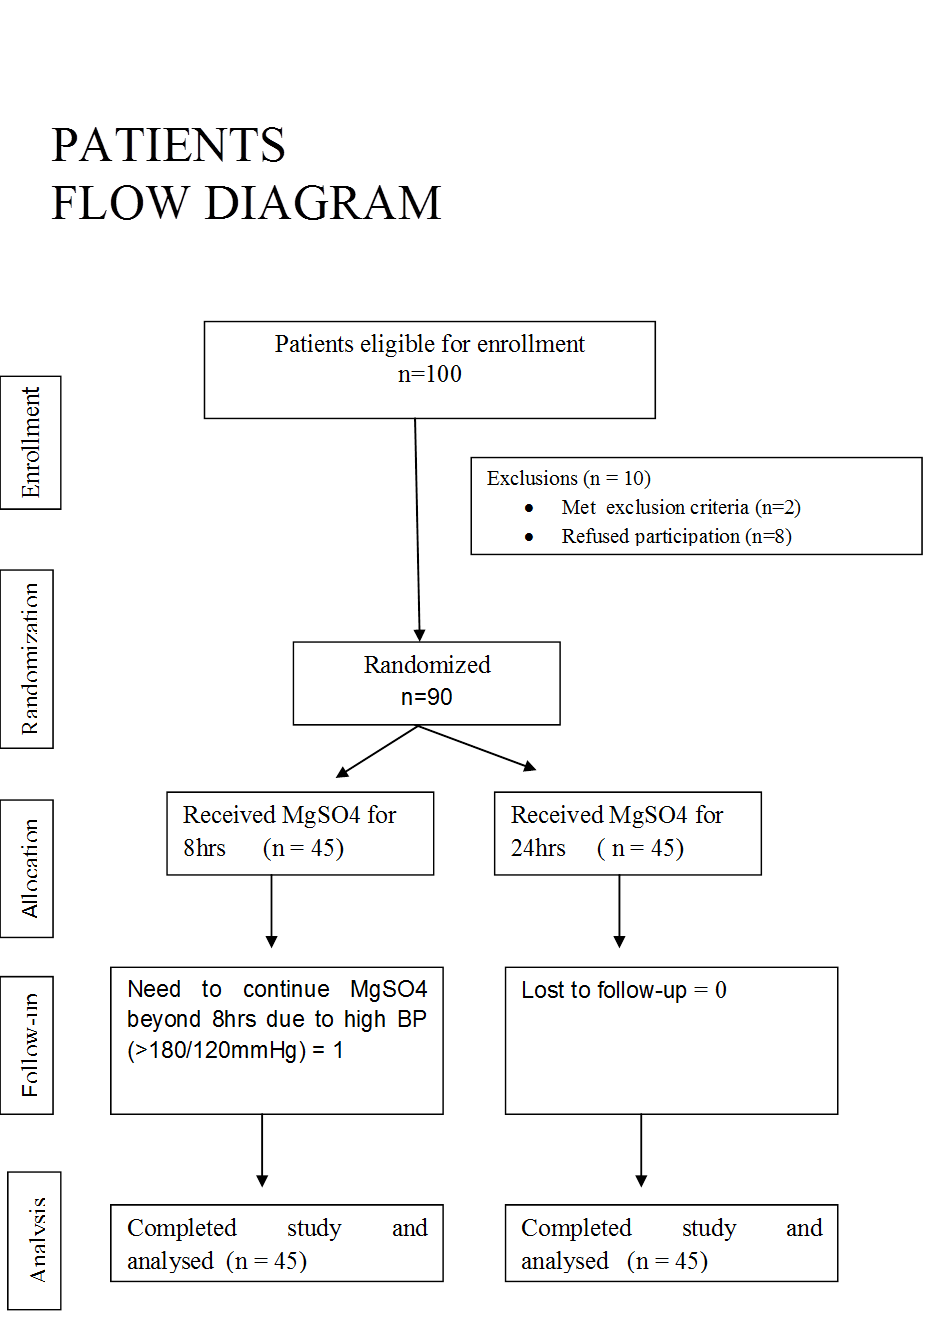 PATIENTS
FLOW DIAGRAM
Patients eligible for enrollment
n=100
Enrollment
Exclusions (n = 10)
• Met exclusion criteria (n=2)
• Refused participation (n=8)
Randomization
Randomized
n=90
Allocation
Received MgSO4 for
8hrs (n = 45)
Received MgSO4 for
24hrs ( n = 45)
Follow-up
Need to continue MgSO4
beyond 8hrs due to high BP
(>180/120mmHg) = 1
Lost to follow-up = 0
Analysis
Completed study and
analysed (n = 45)
Completed study and
analysed (n = 45)